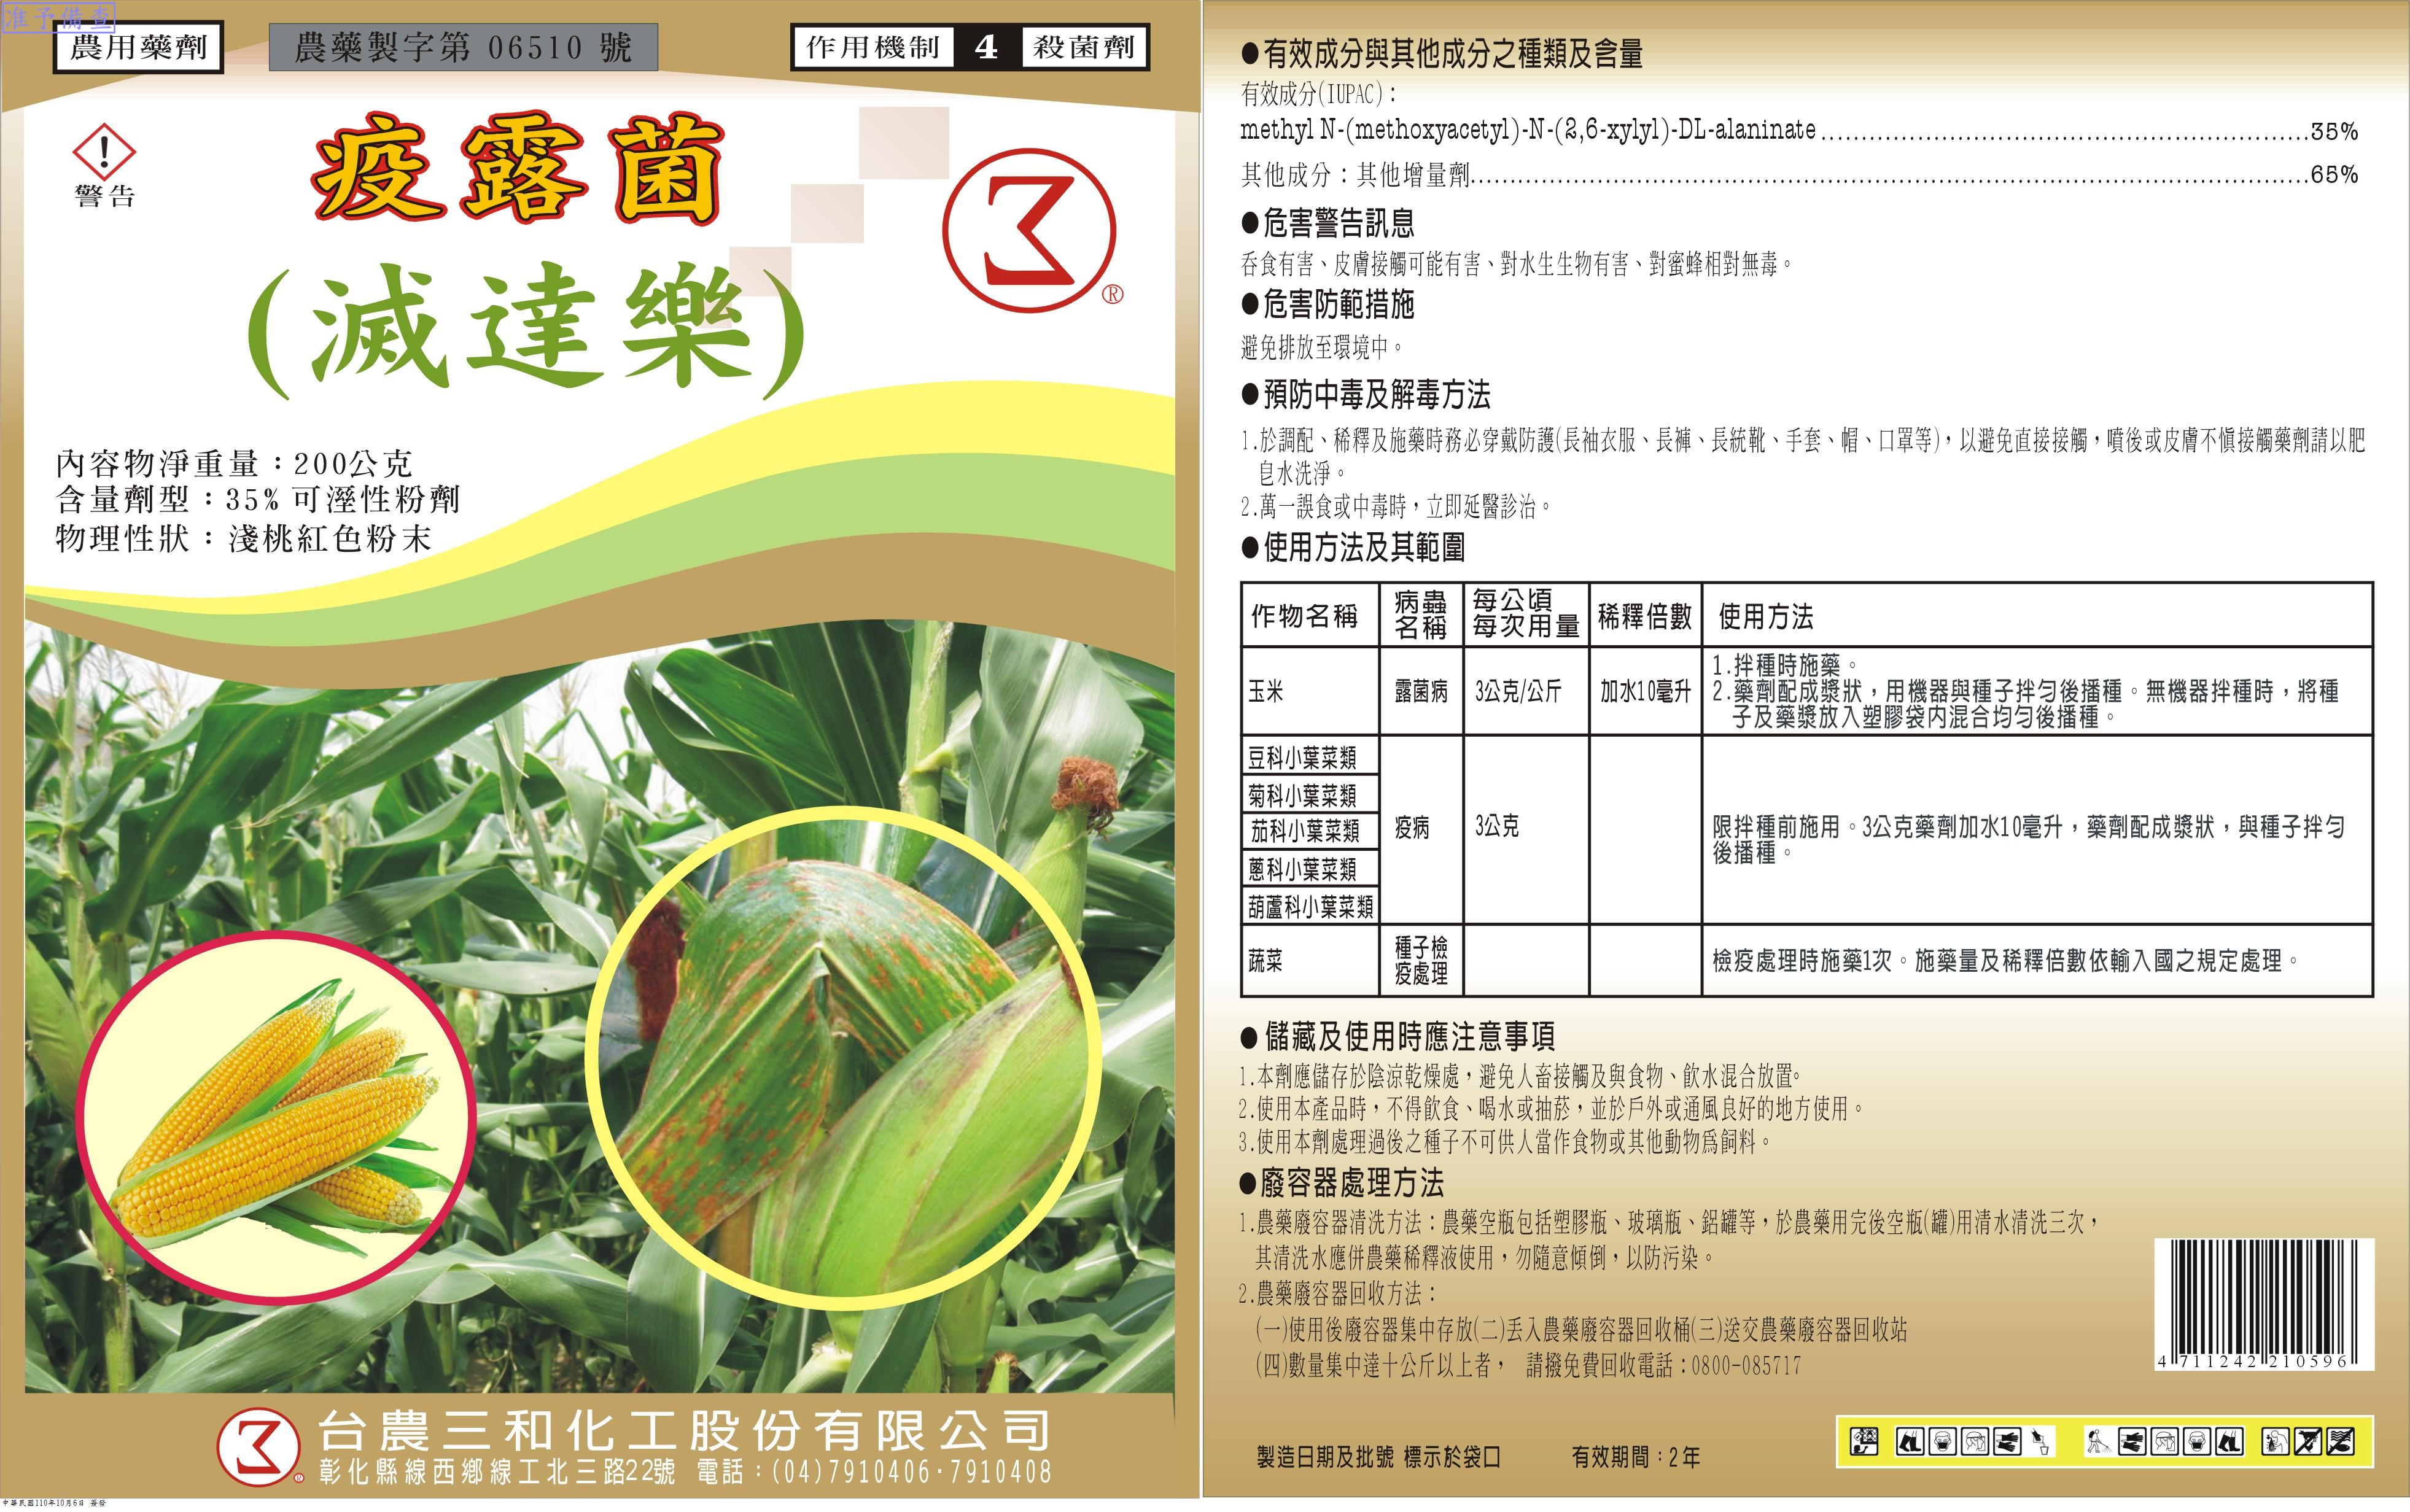 准予備查
農用藥劑
農藥製字第 06510 號
作用機制 4 殺菌劑
警告
疫露菌
(滅達樂)
®
內容物淨重量：200公克
含量劑型：35% 可溼性粉劑
物理性狀：淺桃紅色粉末
®
台農三和化工股份有限公司
彰化縣線西鄉線工北三路22號 電話：(04)7910406·7910408
中華民國110年10月6日 簽發
●有效成分與其他成分之種類及含量
有效成分(IUPAC)：
methyl N-(methoxyacetyl)-N-(2,6-xylyl)-DL-alaninate........................................35%
其他成分：其他增量劑........................................65%
●危害警告訊息
吞食有害、皮膚接觸可能有害、對水生生物有害、對蜜蜂相對無毒。
●危害防範措施
避免排放至環境中。
●預防中毒及解毒方法
1.於調配、稀釋及施藥時務必穿戴防護(長袖衣服、長褲、長統靴、手套、帽、口罩等)，以避免直接接觸，噴後或皮膚不慎接觸藥劑請以肥
皂水洗淨。
2.萬一誤食或中毒時，立即延醫診治。
●使用方法及其範圍
作物名稱 病蟲名稱 每公頃每次用量 稀釋倍數 使用方法
玉米 露菌病 3公克/公斤 加水10毫升 1.拌種時施藥。
2.藥劑配成漿狀，用機器與種子拌勻後播種。無機器拌種時，將種
子及藥漿放入塑膠袋內混合均勻後播種。
豆科小葉菜類
菊科小葉菜類
茄科小葉菜類
蔥科小葉菜類
葫蘆科小葉菜類
疫病 3公克 限拌種前施用。3公克藥劑加水10毫升，藥劑配成漿狀，與種子拌勻
後播種。
蔬菜 種子檢疫處理 檢疫處理時施藥1次。施藥量及稀釋倍數依輸入國之規定處理。
●儲藏及使用時應注意事項
1.本劑應儲存於陰涼乾燥處，避免人畜接觸及與食物、飲水混合放置。
2.使用本產品時，不得飲食、喝水或抽菸，並於戶外或通風良好的地方使用。
3.使用本劑處理過後之種子不可供人當作食物或其他動物為飼料。
●廢容器處理方法
1.農藥廢容器清洗方法：農藥空瓶包括塑膠瓶、玻璃瓶、鋁罐等，於農藥用完後空瓶(罐)用清水清洗三次，
其清洗水應併農藥稀釋液使用，勿隨意傾倒，以防污染。
2.農藥廢容器回收方法：
(一)使用後廢容器集中存放(二)丟入農藥廢容器回收桶(三)送交農藥廢容器回收站
(四)數量集中達十公斤以上者， 請撥免費回收電話：0800-085717
4 711242 210596
製造日期及批號 標示於袋口 有效期間：2年